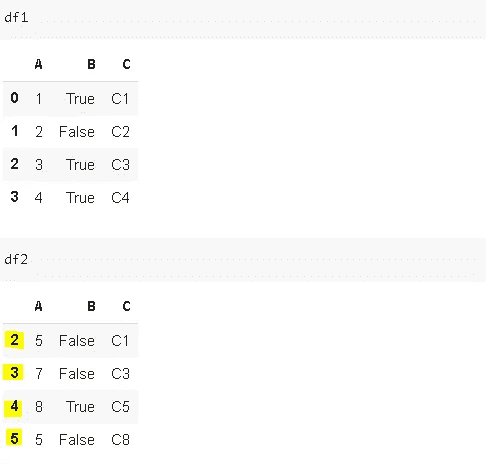 df1
A B C
0 1 True C1
1 2 False C2
2 3 True C3
3 4 True C4
df2
A B C
2 5 False C1
3 7 False C3
4 8 True C5
5 5 False C8